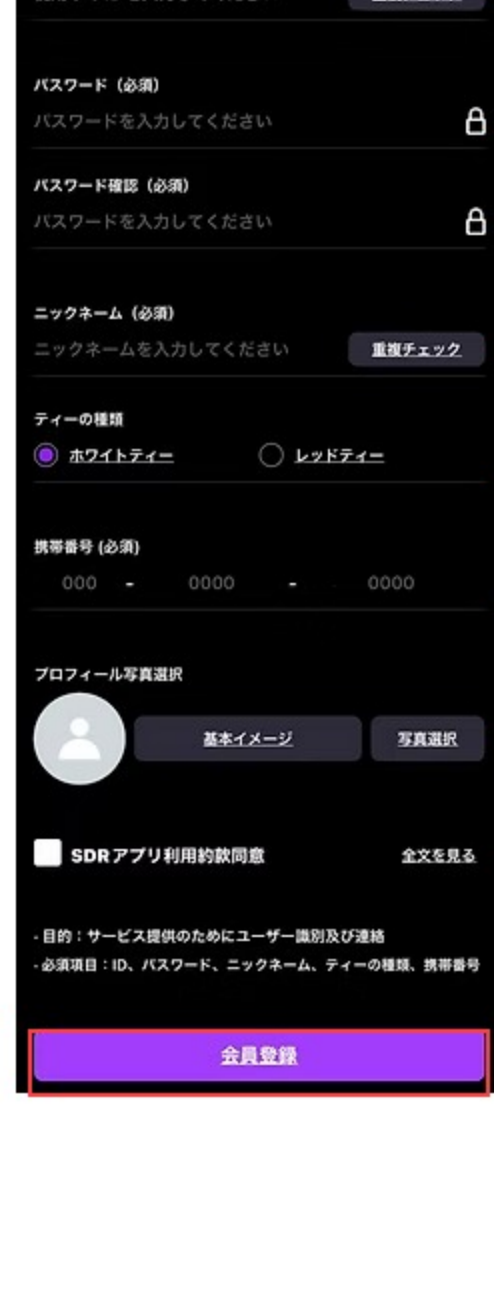 パスワード（必須）
パスワードを入力してください
パスワード確認（必須）
パスワードを入力してください
ニックネーム（必須）
ニックネームを入力してください
重複チェック
ティーの種類
ホワイトティー
レッドティー
携帯番号 (必須)
000 - 0000 - 0000
プロフィール写真選択
基本イメージ
写真選択
SDRアプリ利用約款同意
全文を見る
- 目的：サービス提供のためにユーザー識別及び連絡
- 必須項目：ID、パスワード、ニックネーム、ティーの種類、携帯番号
会員登録